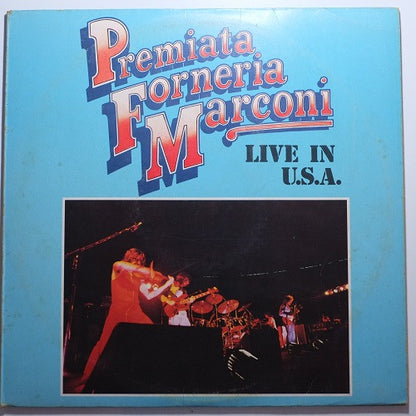 Premiata
Forneria
Marconi
LIVE IN
U.S.A.